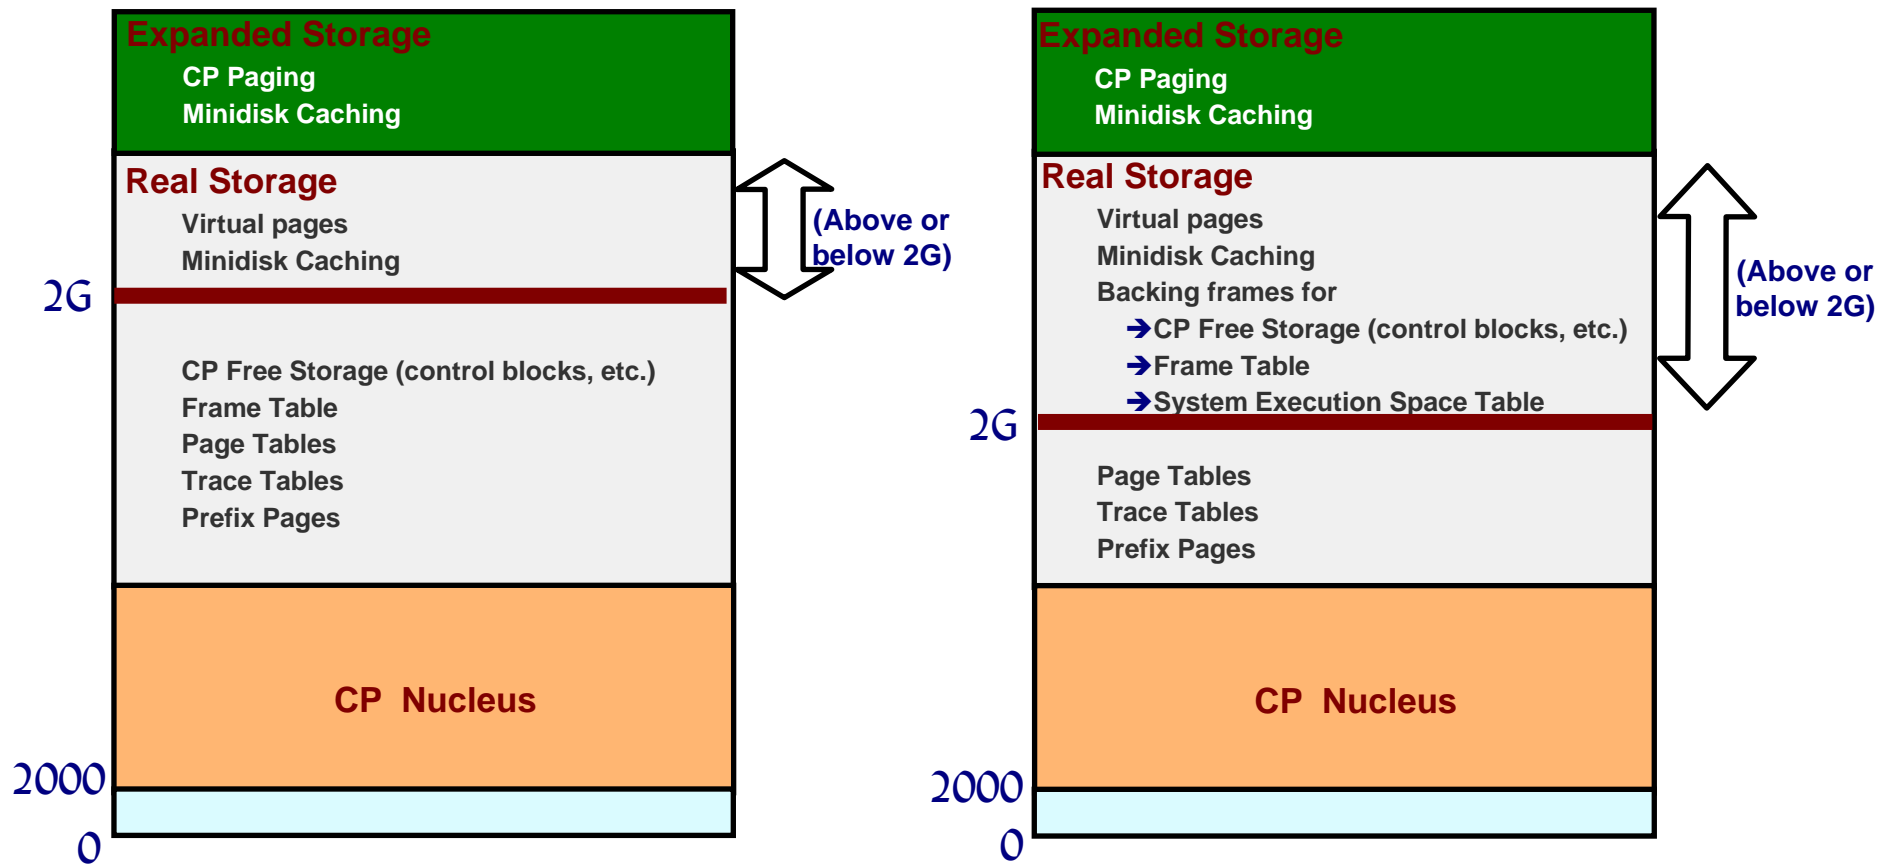 Expanded Storage
CP Paging
Minidisk Caching
Real Storage
Virtual pages
Minidisk Caching
(Above or
below 2G)
2G
CP Free Storage (control blocks, etc.)
Frame Table
Page Tables
Trace Tables
Prefix Pages
CP Nucleus
2000
0
Expanded Storage
CP Paging
Minidisk Caching
Real Storage
Virtual pages
Minidisk Caching
Backing frames for
➔CP Free Storage (control blocks, etc.)
➔Frame Table
➔System Execution Space Table
(Above or
below 2G)
2G
Page Tables
Trace Tables
Prefix Pages
CP Nucleus
2000
0